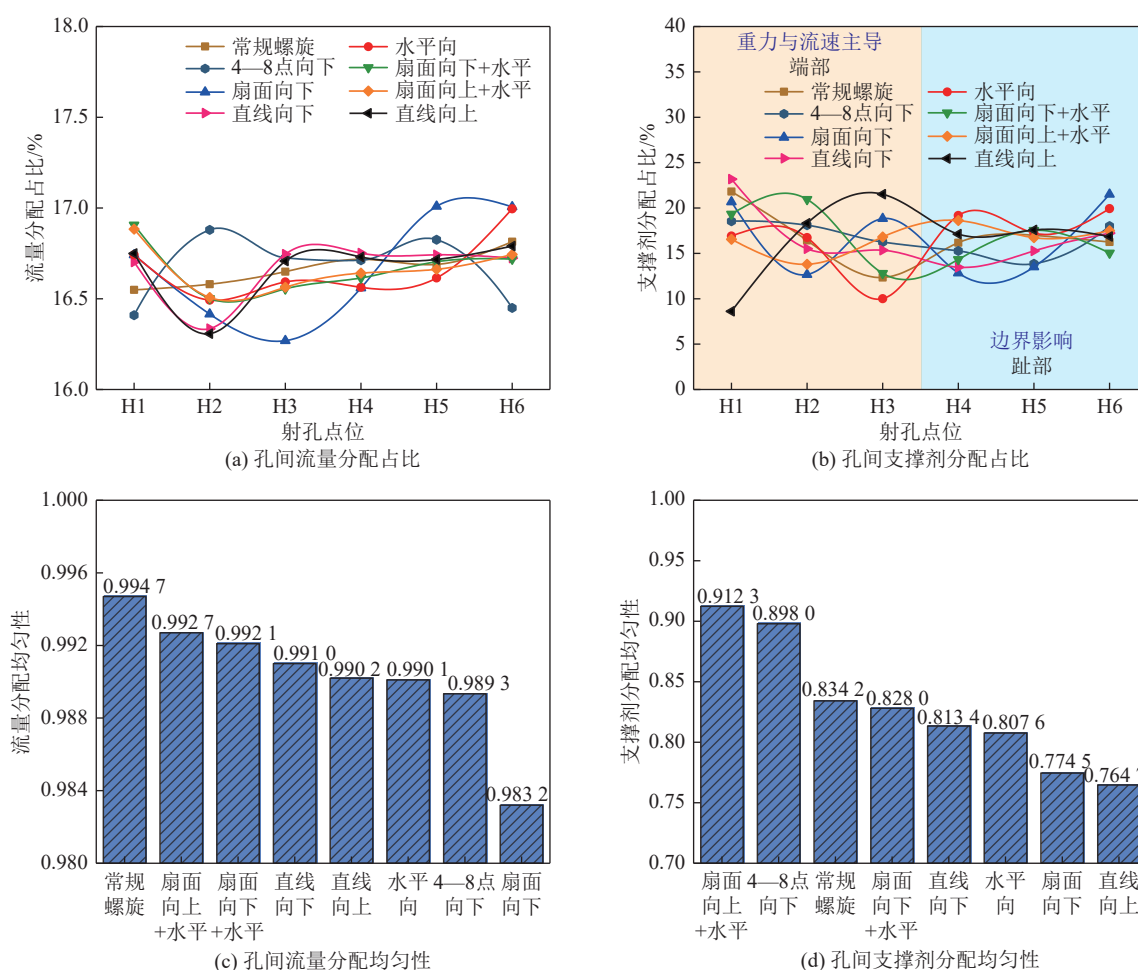 18.0
17.5
17.0
16.5
16.0
流量分配占比/%
常规螺旋
4—8点向下
扇面向下
直线向下
水平向
扇面向下+水平
扇面向上+水平
直线向上
H1 H2 H3 H4 H5 H6
射孔点位
(a) 孔间流量分配占比
40
35
30
25
20
15
10
5
0
支撑剂分配占比/%
重力与流速主导
端部
常规螺旋
4—8点向下
扇面向下
直线向下
水平向
扇面向下+水平
扇面向上+水平
直线向上
边界影响
趾部
H1 H2 H3 H4 H5 H6
射孔点位
(b) 孔间支撑剂分配占比
1.000
0.996
0.992
0.988
0.984
0.980
流量分配均匀性
0.994 7
0.992 7
0.992 1
0.991 0
0.990 2
0.990 1
0.989 3
0.983 2
常规 扇面 扇面 直线 直线 水平 4—8点 扇面
螺旋 向上 向下 向下 向上 向 向下 向下
+水平 +水平
(c) 孔间流量分配均匀性
1.00
0.95
0.90
0.85
0.80
0.75
0.70
支撑剂分配均匀性
0.912 3
0.898 0
0.834 2
0.828 0
0.813 4
0.807 6
0.774 5
0.764
扇面 4—8点 常规 扇面 直线 水平 扇面 直线
向上 向下 螺旋 向下 向下 向 向下 向上
+水平 +水平
(d) 孔间支撑剂分配均匀性